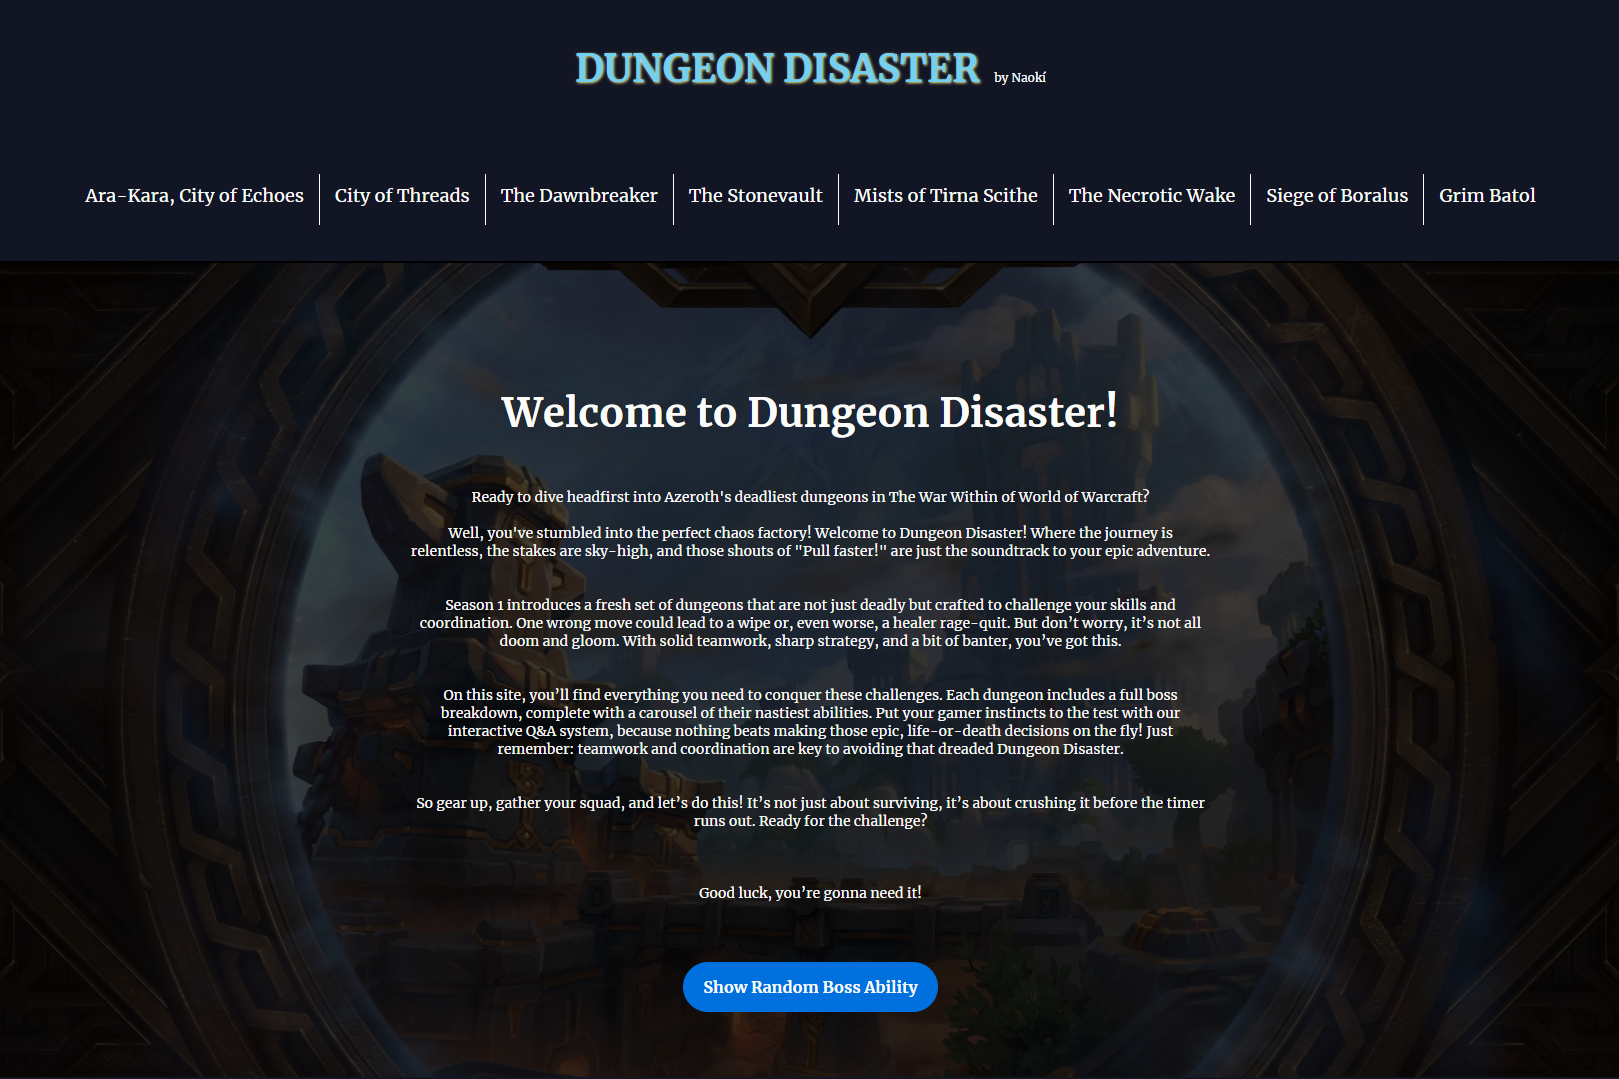 DUNGEON DISASTER by Naokí
Ara-Kara, City of Echoes
City of Threads
The Dawnbreaker
The Stonevault
Mists of Tirna Scithe
The Necrotic Wake
Siege of Boralus
Grim Batol
Welcome to Dungeon Disaster!
Ready to dive headfirst into Azeroth's deadliest dungeons in The War Within of World of Warcraft?
Well, you've stumbled into the perfect chaos factory! Welcome to Dungeon Disaster! Where the journey is
relentless, the stakes are sky-high, and those shouts of "Pull faster!" are just the soundtrack to your epic adventure.
Season 1 introduces a fresh set of dungeons that are not just deadly but crafted to challenge your skills and
coordination. One wrong move could lead to a wipe or, even worse, a healer rage-quit. But don’t worry, it’s not all
doom and gloom. With solid teamwork, sharp strategy, and a bit of banter, you’ve got this.
On this site, you’ll find everything you need to conquer these challenges. Each dungeon includes a full boss
breakdown, complete with a carousel of their nastiest abilities. Put your gamer instincts to the test with our
interactive Q&A system, because nothing beats making those epic, life-or-death decisions on the fly! Just
remember: teamwork and coordination are key to avoiding that dreaded Dungeon Disaster.
So gear up, gather your squad, and let’s do this! It’s not just about surviving, it’s about crushing it before the timer
runs out. Ready for the challenge?
Good luck, you’re gonna need it!
Show Random Boss Ability